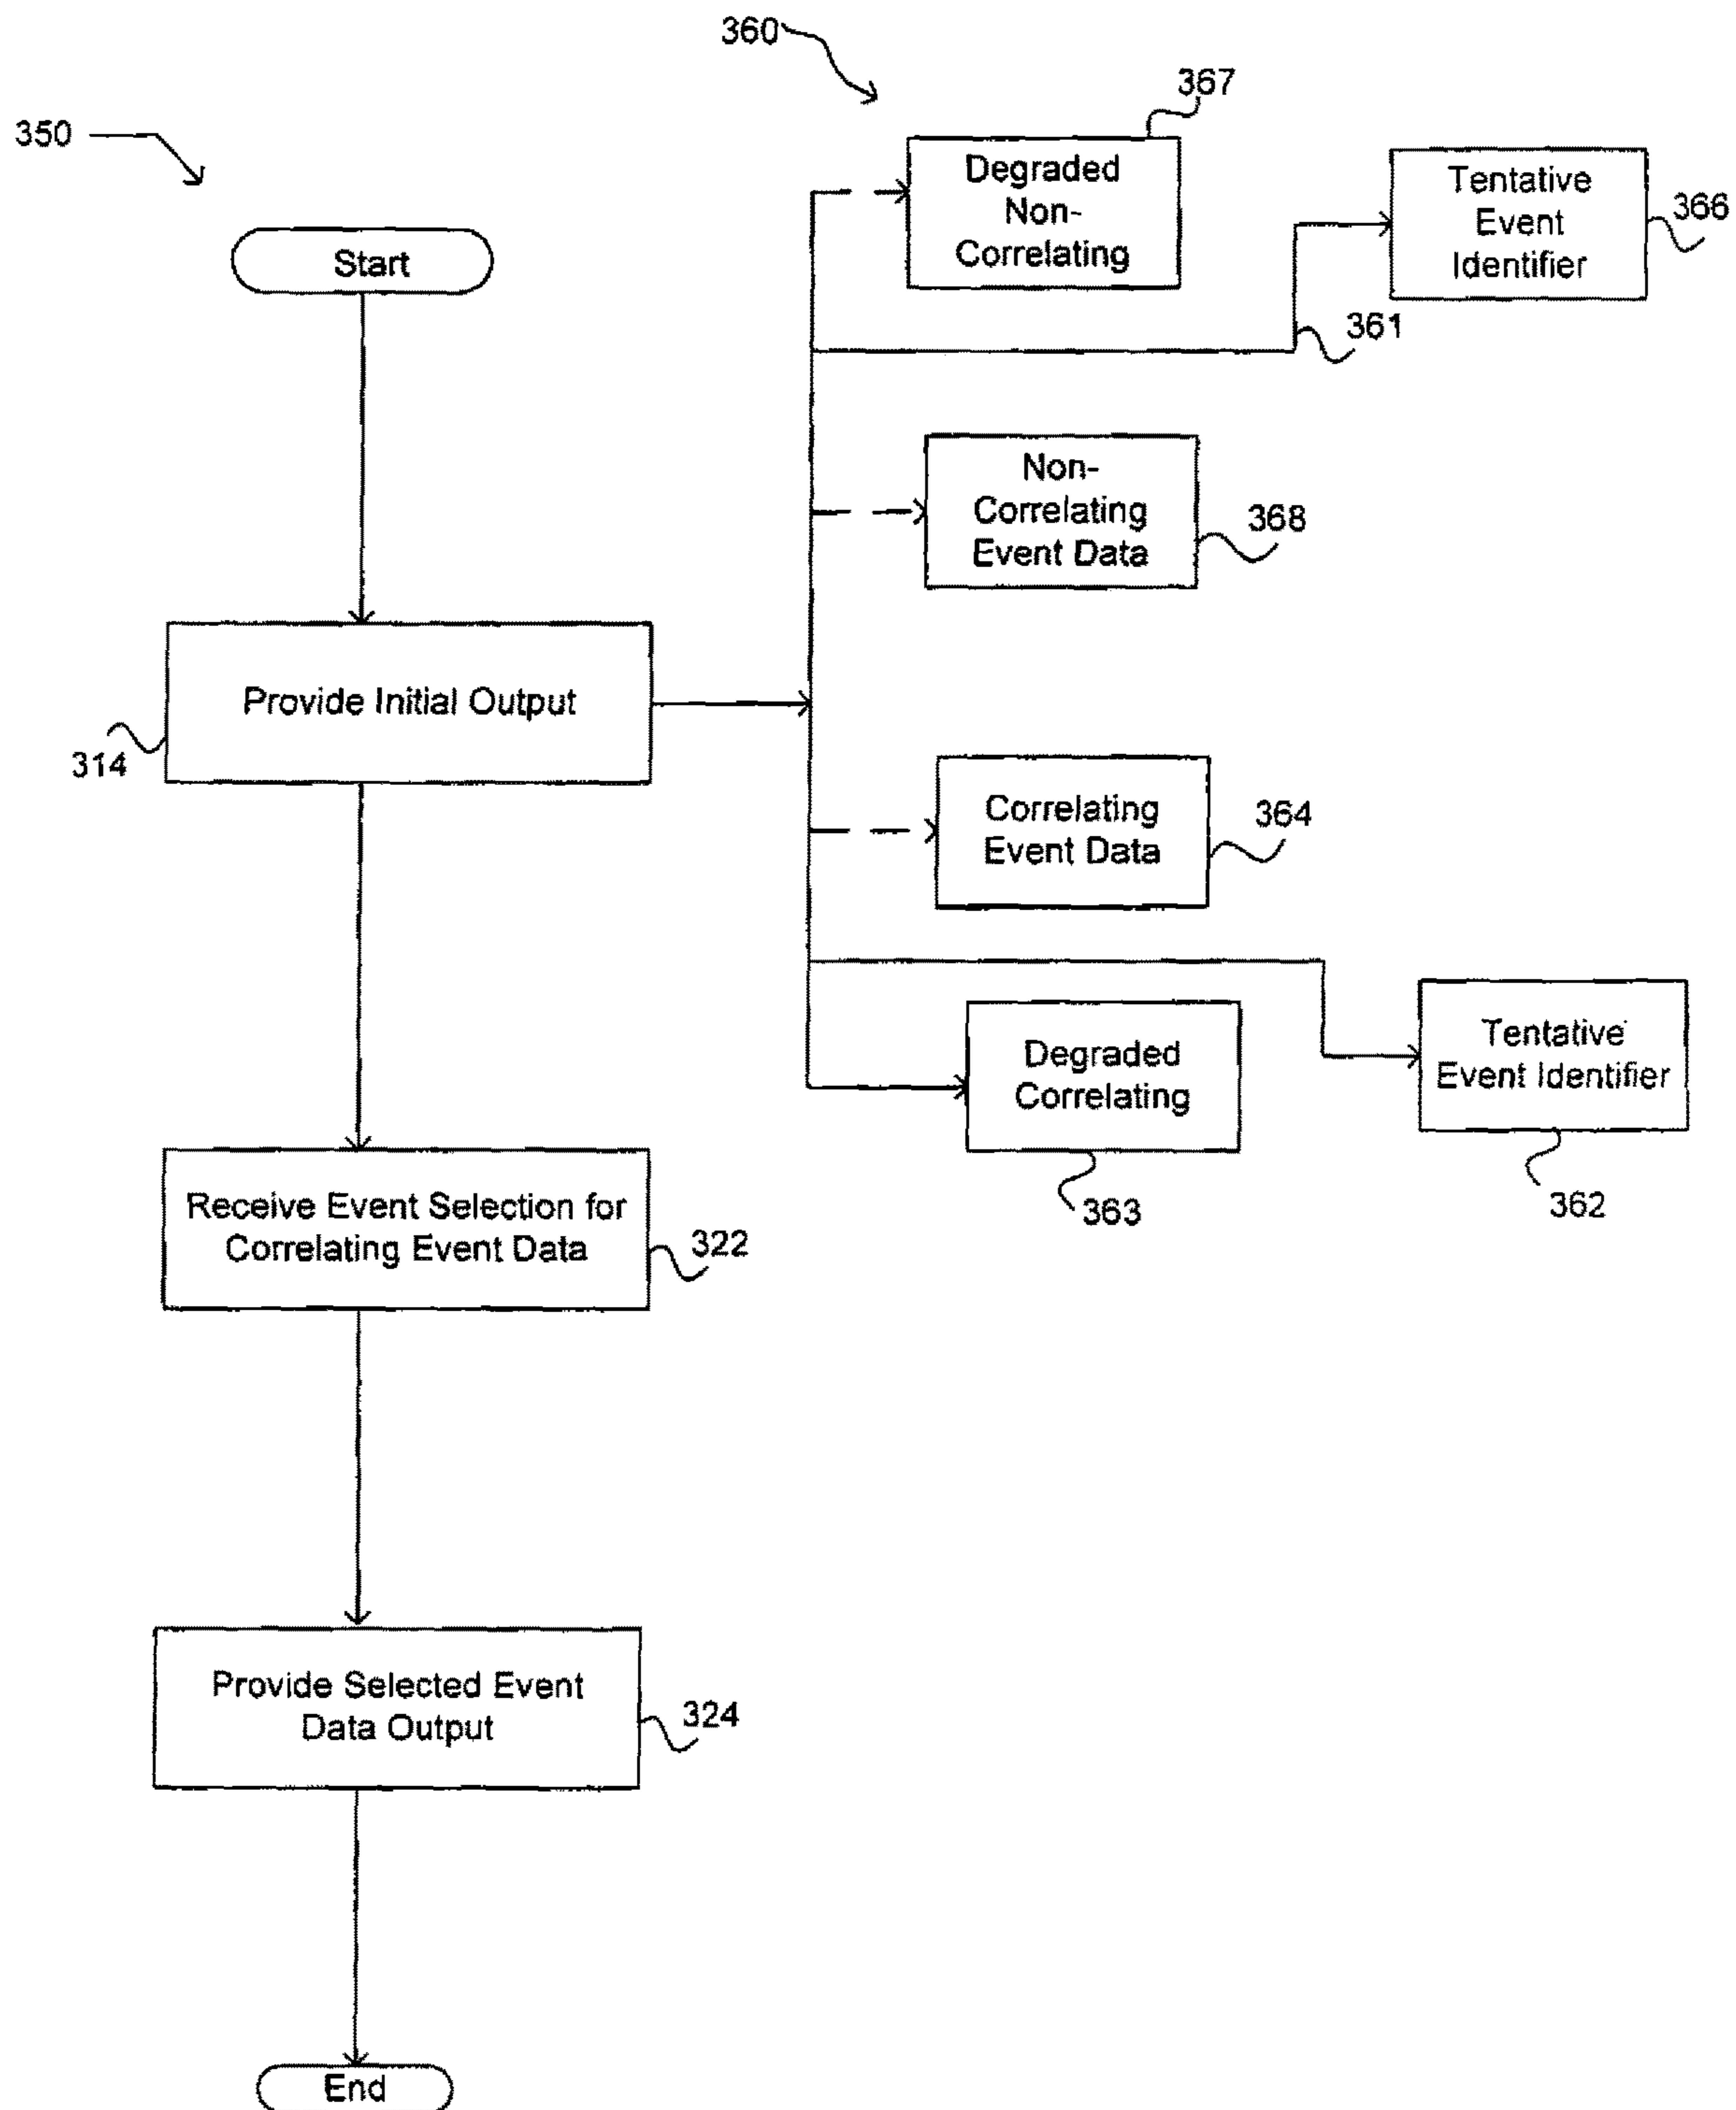 360
367
350
Degraded
Non-
Correlating
Tentative
Event
Identifier
366
Start
361
Non-
Correlating
Event Data
368
Provide Initial Output
314
Correlating
Event Data
364
Tentative
Event Identifier
Degraded
Correlating
362
363
Receive Event Selection for
Correlating Event Data
322
Provide Selected Event
Data Output
324
End